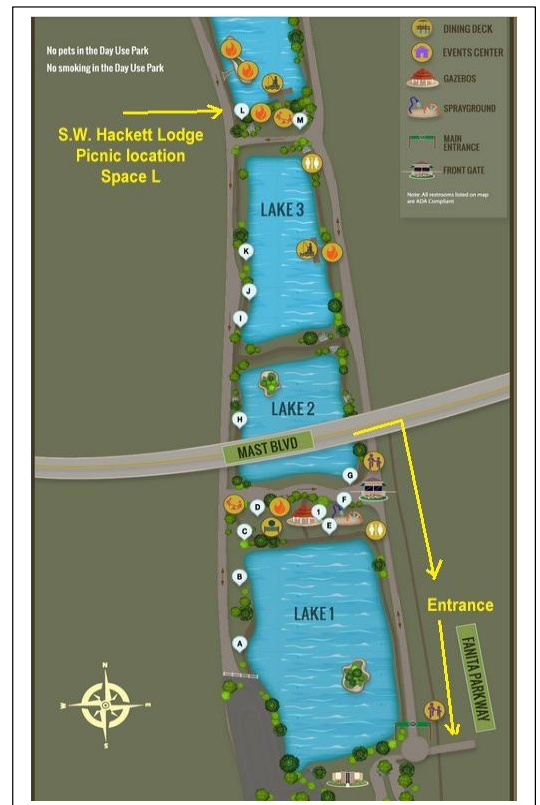 No pets in the Day Use Park
No smoking in the Day Use Park
DINING DECK
EVENTS CENTER
GAZEBOS
SPRAYGROUND
MAIN
ENTRANCE
FRONT GATE
Note: All restrooms listed on map
are ADA Compliant
S.W. Hackett Lodge
Picnic location
Space L
L
M
LAKE 3
K
J
I
LAKE 2
H
MAST BLVD
G
F
D
1
E
C
B
LAKE 1
A
Entrance
FANITA PARKWAY
N
W
E
S